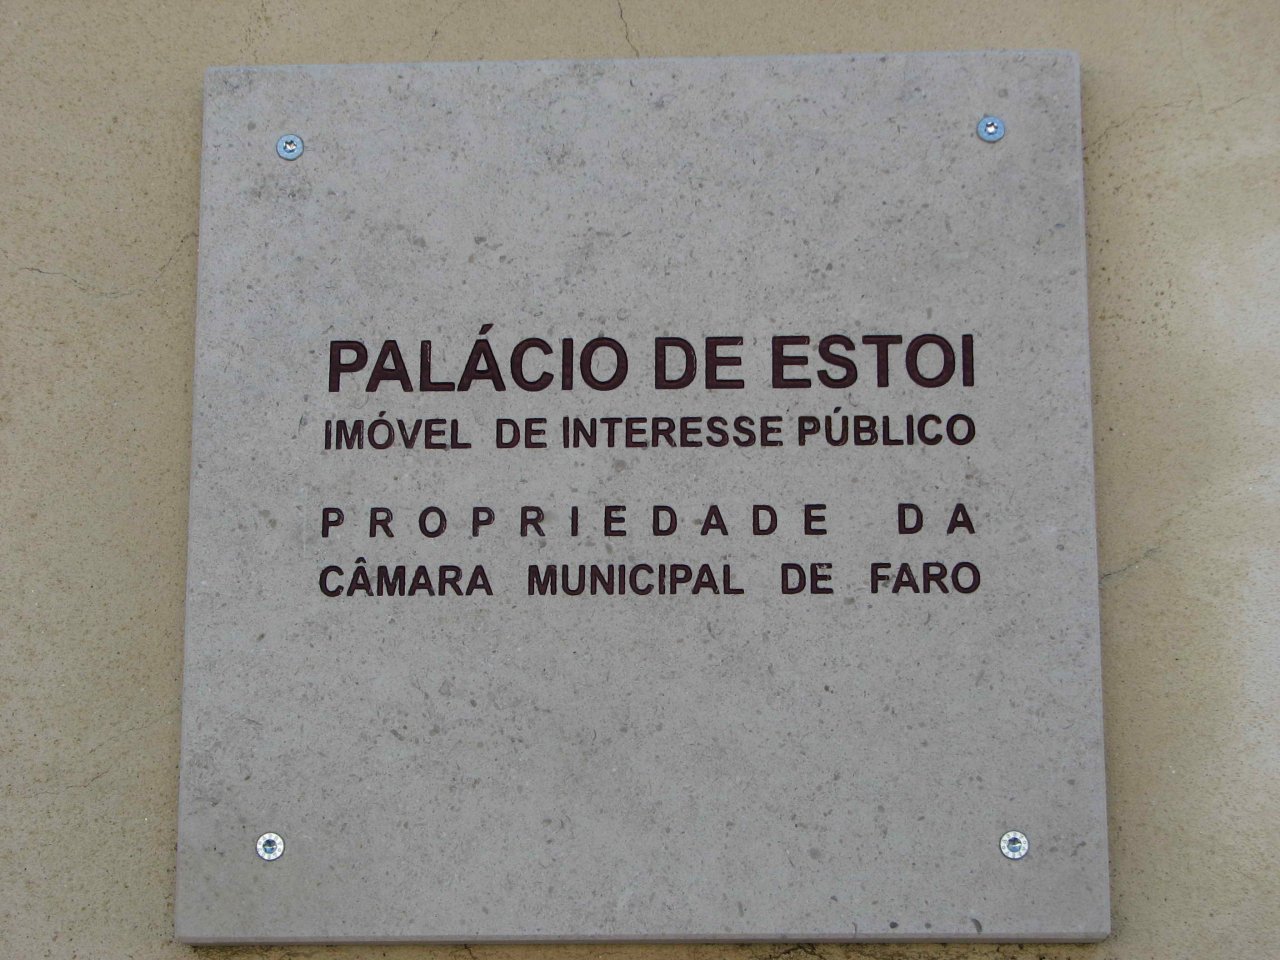 PALÁCIO DE ESTOI
IMÓVEL DE INTERESSE PÚBLICO
PROPRIEDADE DA
CÂMARA MUNICIPAL DE FARO